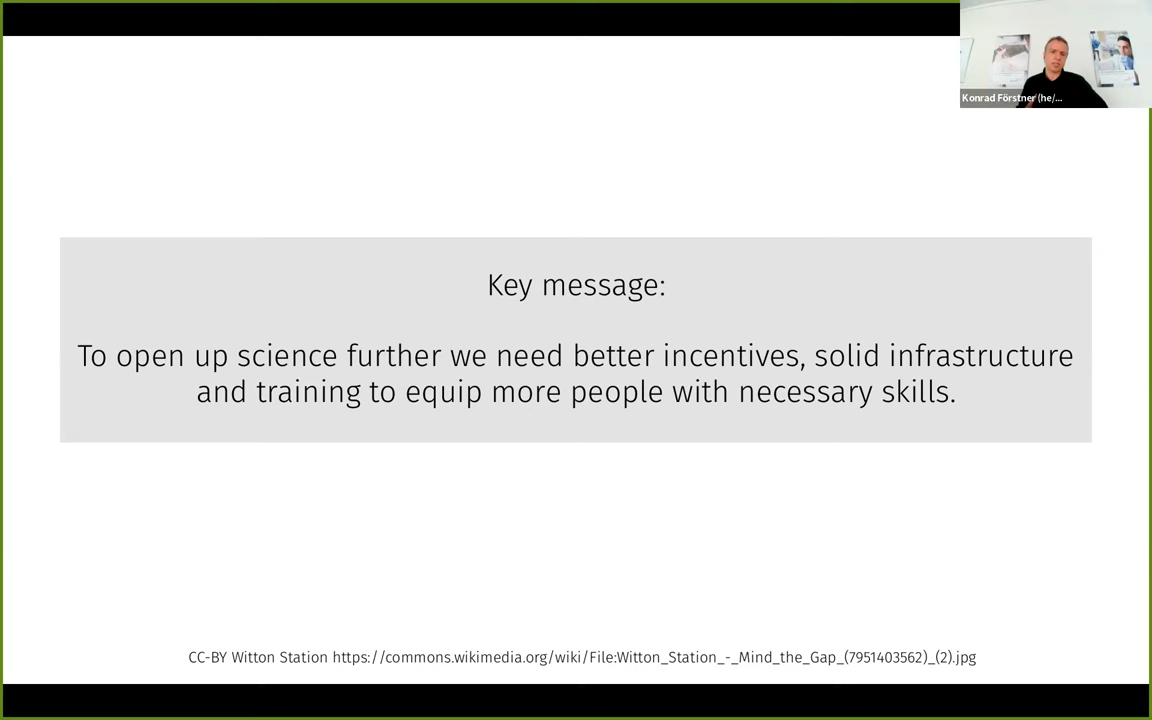 Konrad Förstner (he/...
Key message:
To open up science further we need better incentives, solid infrastructure
and training to equip more people with necessary skills.
CC-BY Witton Station https://commons.wikimedia.org/wiki/File:Witton_Station_-_Mind_the_Gap_(7951403562)_(2).jpg